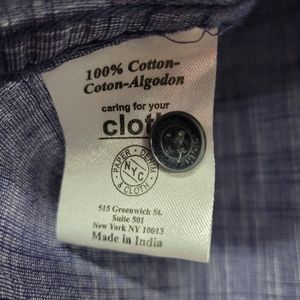 100% Cotton-
Coton-Algodon
caring for your
PAPER · DENIM
NYC
& CLOTH
515 Greenwich St.
Suite 501
New York NY 10013
Made in India